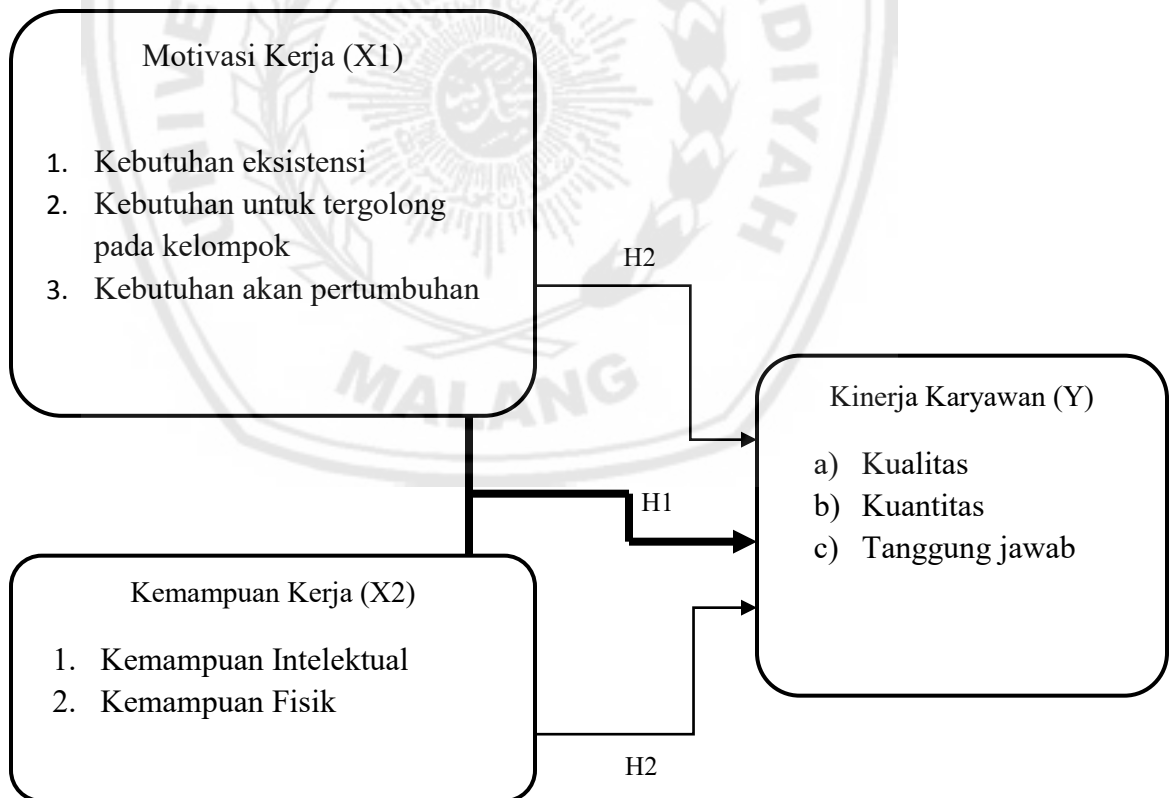 Motivasi Kerja (X1)
1. Kebutuhan eksistensi
2. Kebutuhan untuk tergolong
pada kelompok
3. Kebutuhan akan pertumbuhan
H2
MALANG
Kinerja Karyawan (Y)
a) Kualitas
b) Kuantitas
c) Tanggung jawab
H1
Kemampuan Kerja (X2)
1. Kemampuan Intelektual
2. Kemampuan Fisik
H2